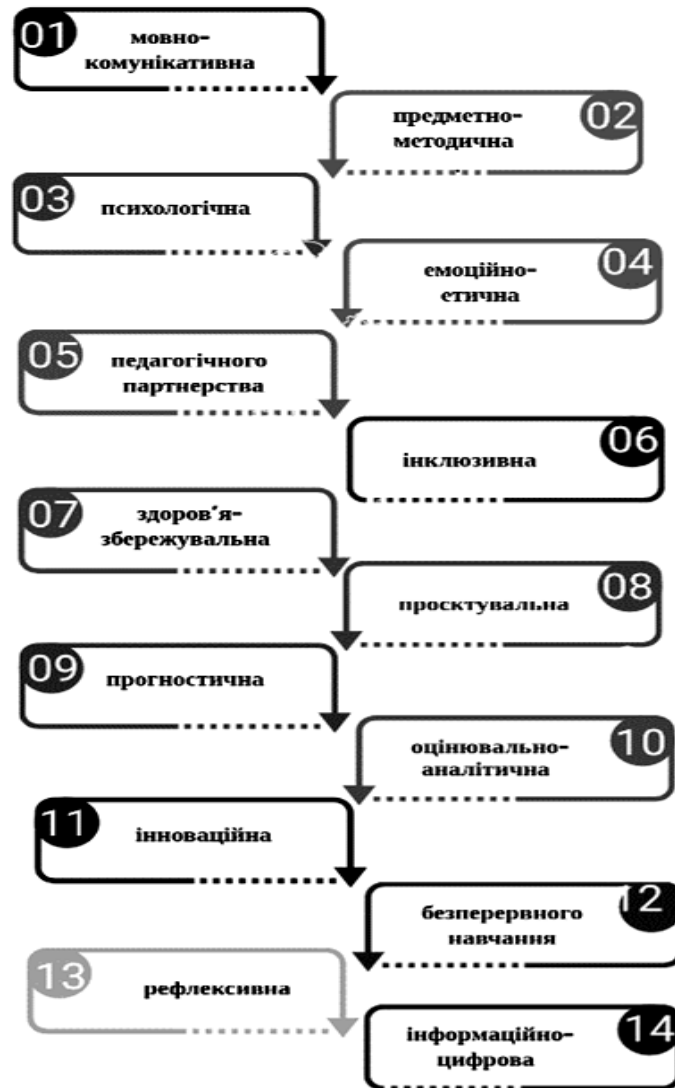 01 мовно-
комунікативна
предметно- 02
методична
03 психологічна
емоційно- 04
етична
05 педагогічного
партнерства
інклюзивна 06
07 здоров'я-
збережувальна
просктувальна 08
09 прогностична
оцінювально- 10
аналітична
11 інноваційна
безперервного 12
навчання
13 рефлексивна
інформаційно- 14
цифрова